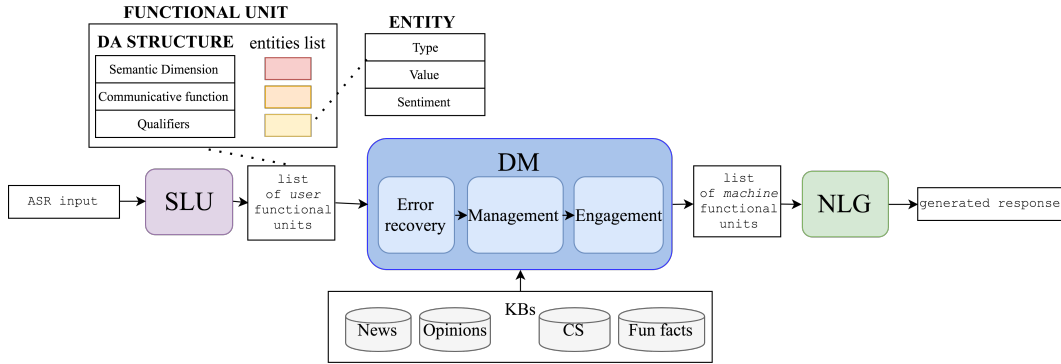 FUNCTIONAL UNIT
DA STRUCTURE
entities list
Semantic Dimension
Communicative function
Qualifiers
ENTITY
Type
Value
Sentiment
ASR input
SLU
list
of user
functional
units
DM
Error
recovery
Management
Engagement
list
of machine
functional
units
NLG
generated response
KBs
News
Opinions
CS
Fun facts